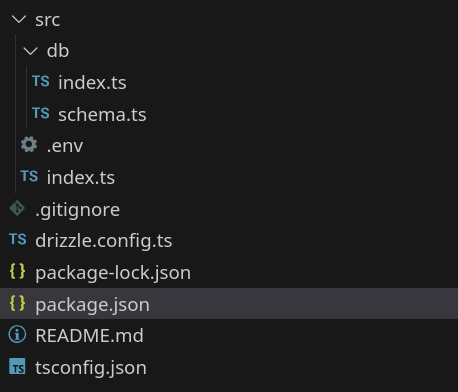 src
db
TS index.ts
TS schema.ts
.env
TS index.ts
.gitignore
TS drizzle.config.ts
{} package-lock.json
{} package.json
README.md
TS tsconfig.json